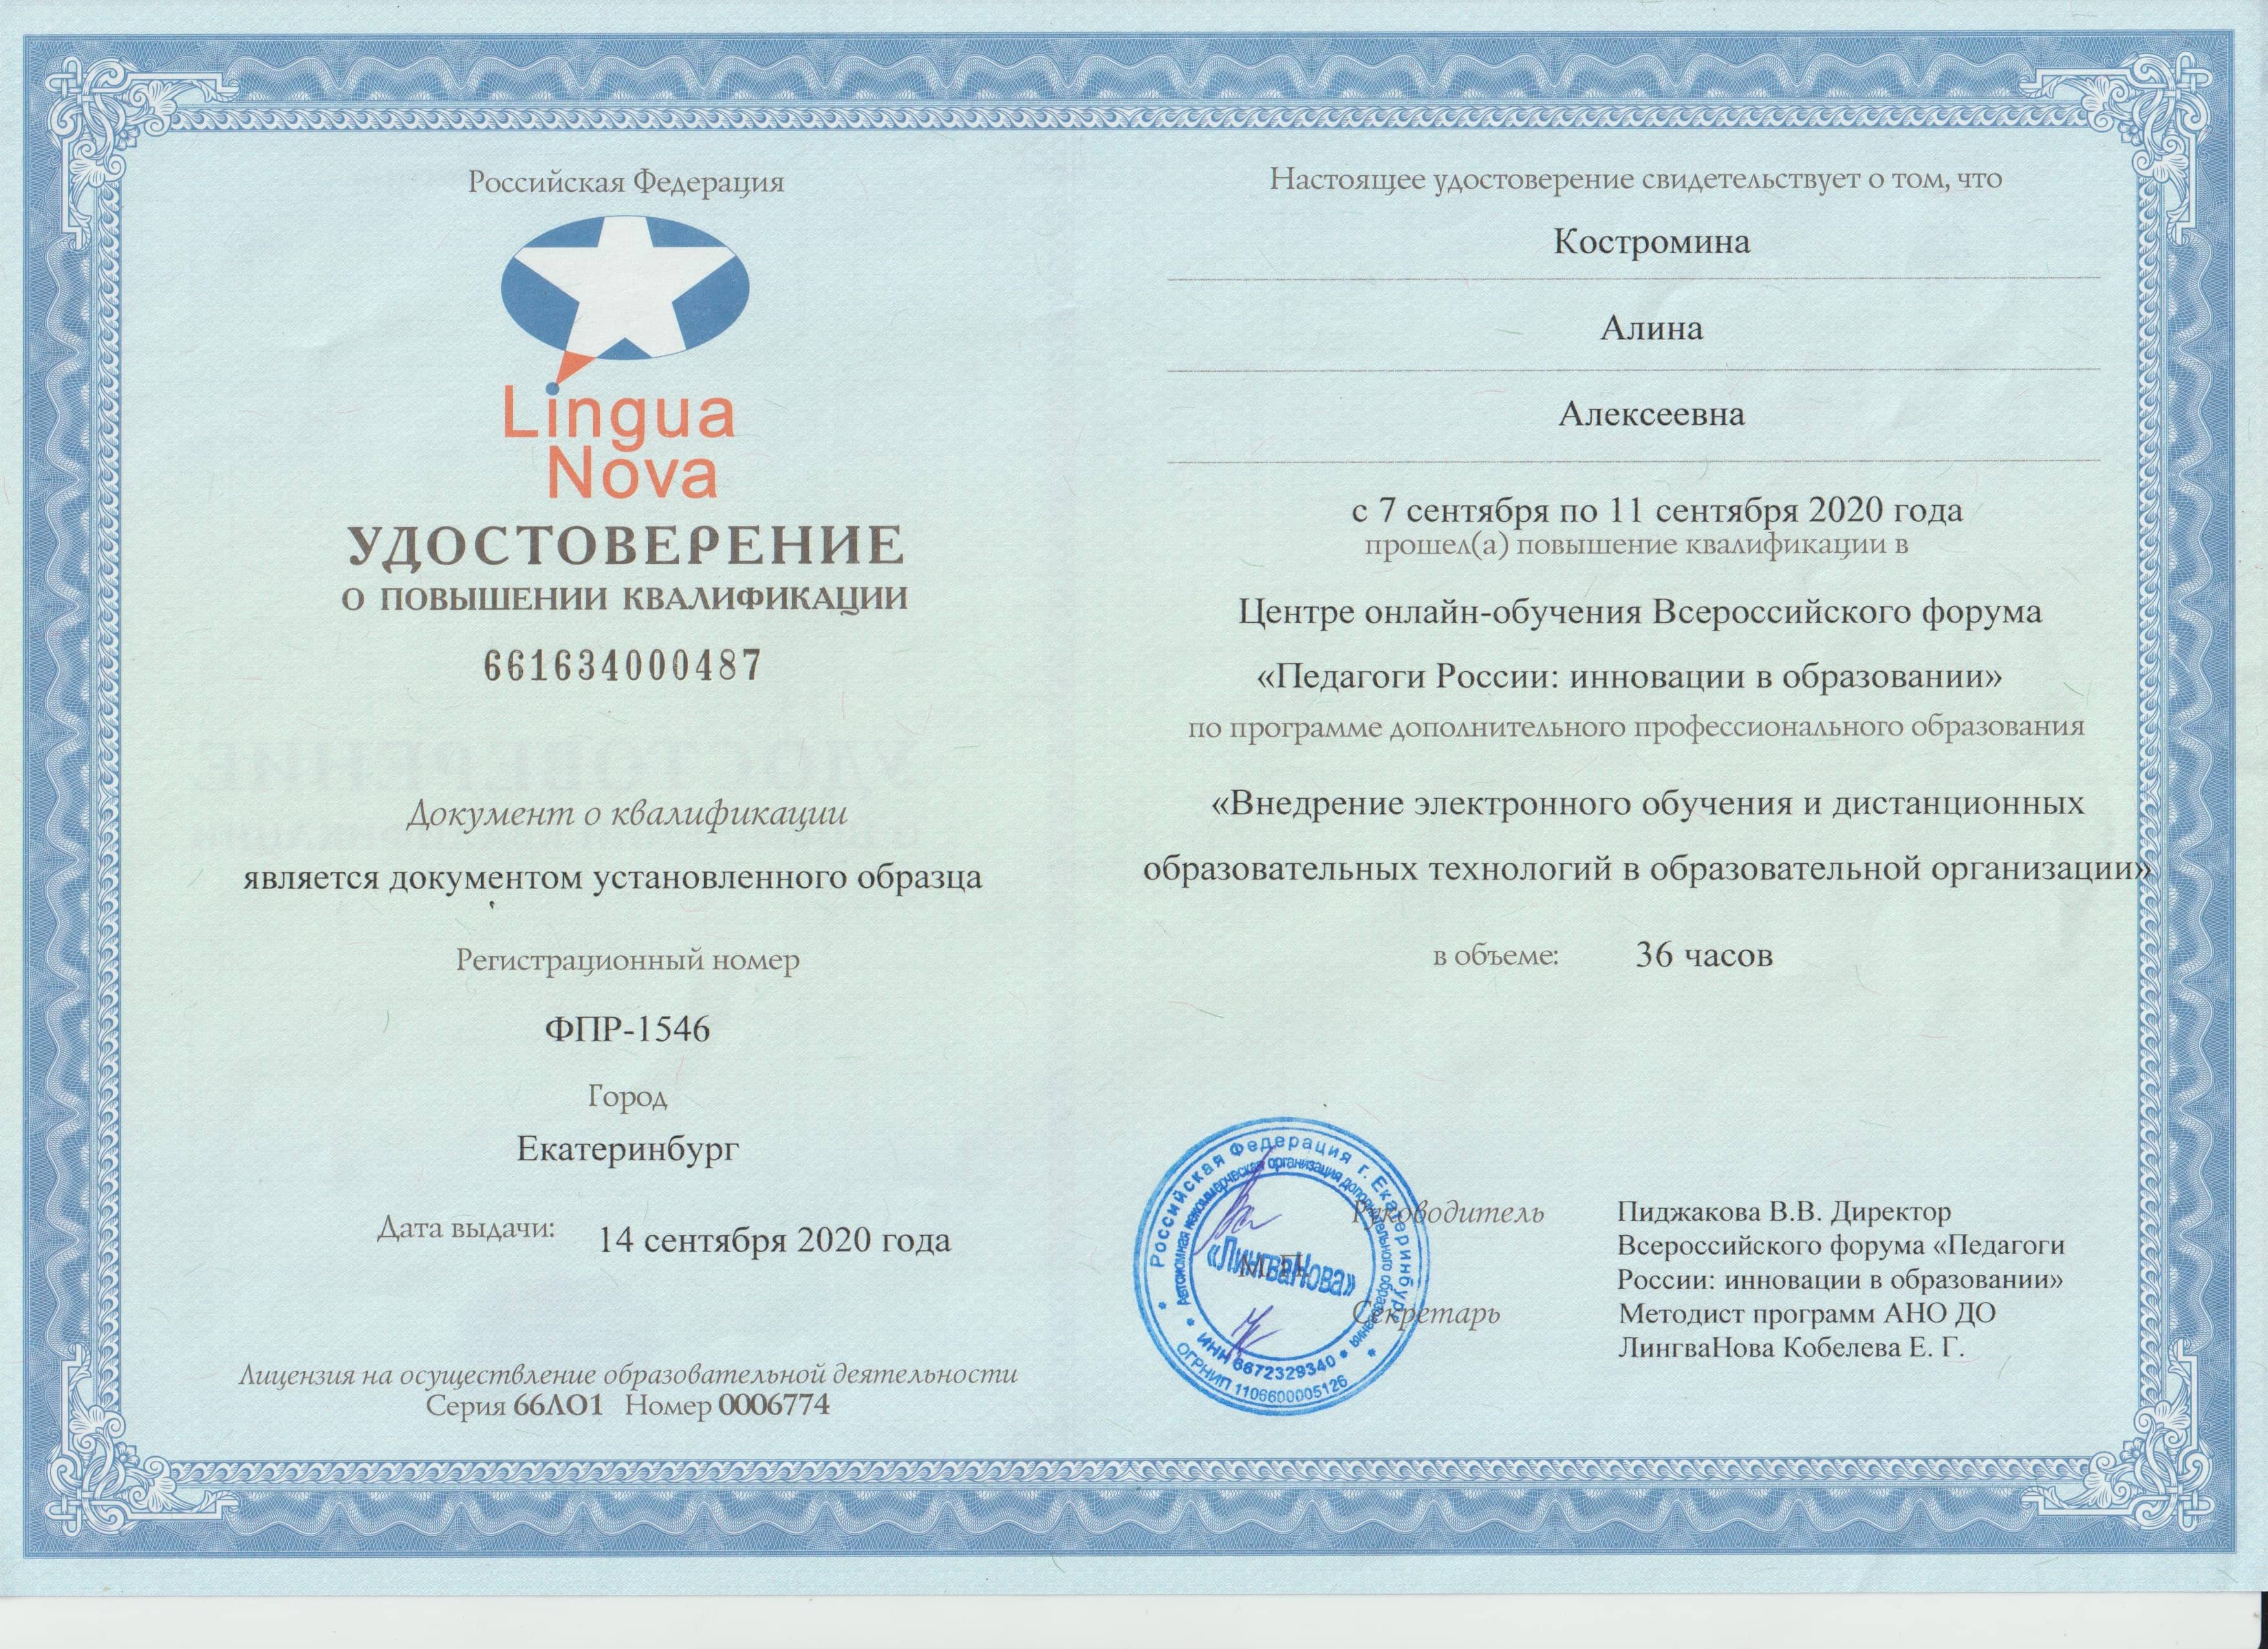 Российская Федерация
Lingua
Nova
УДОСТОВЕРЕНИЕ
О ПОВЫШЕНИИ КВАЛИФИКАЦИИ
661634000487
Документ о квалификации
является документом установленного образца
Регистрационный номер
ФПР-1546
Город
Екатеринбург
Дата выдачи: 14 сентября 2020 года
Лицензия на осуществление образовательной деятельности
Серия 66ЛО1 Номер 0006774
Настоящее удостоверение свидетельствует о том, что
Костромина
Алина
Алексеевна
с 7 сентября по 11 сентября 2020 года
прошел(а) повышение квалификации в
Центре онлайн-обучения Всероссийского форума
«Педагоги России: инновации в образовании»
по программе дополнительного профессионального образования
«Внедрение электронного обучения и дистанционных
образовательных технологий в образовательной организации»
в объеме: 36 часов
Российская Федерация г. Екатеринбург
Автономная некоммерческая организация дополнительного образования
«ЛингваНова»
М.П.
ИНН 6672329340
ОГРНИП 1106600005126
Руководитель
Секретарь
Пиджакова В.В. Директор
Всероссийского форума «Педагоги
России: инновации в образовании»
Методист программ АНО ДО
ЛингваНова Кобелева Е. Г.